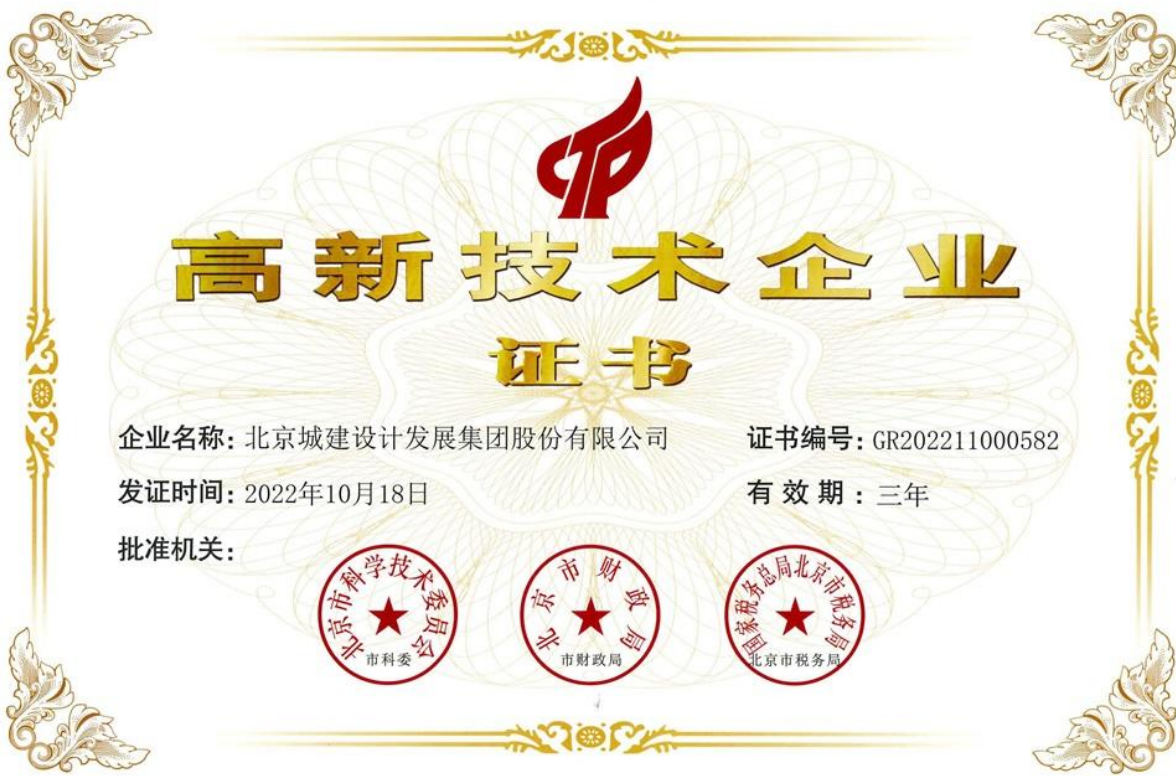 高新技术企业
证书
企业名称: 北京城建设计发展集团股份有限公司
证书编号: GR202211000582
发证时间: 2022年10月18日
有效期: 三年
批准机关:
北京市科学技术委员会
市科委
北京市财政局
市财政局
国家税务总局北京市税务局
北京市税务局